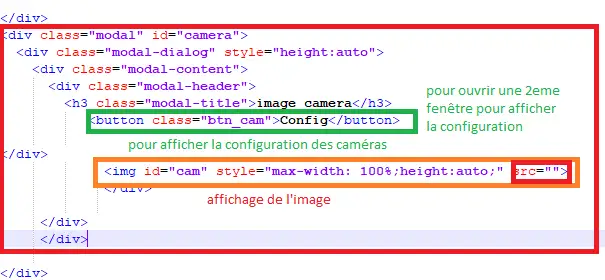 </div>
<div class="modal" id="camera">
<div class="modal-dialog" style="height:auto">
<div class="modal-content">
<div class="modal-header">
<h3 class="modal-title">image camera</h3>
<button class="btn_cam">Config</button>
pour ouvrir une 2eme
fenêtre pour afficher
la configuration
pour afficher la configuration des caméras
</div>
<img id="cam" style="max-width: 100%;height:auto;" src="">
</div>
affichage de l'image
</div>
</div>
</div>